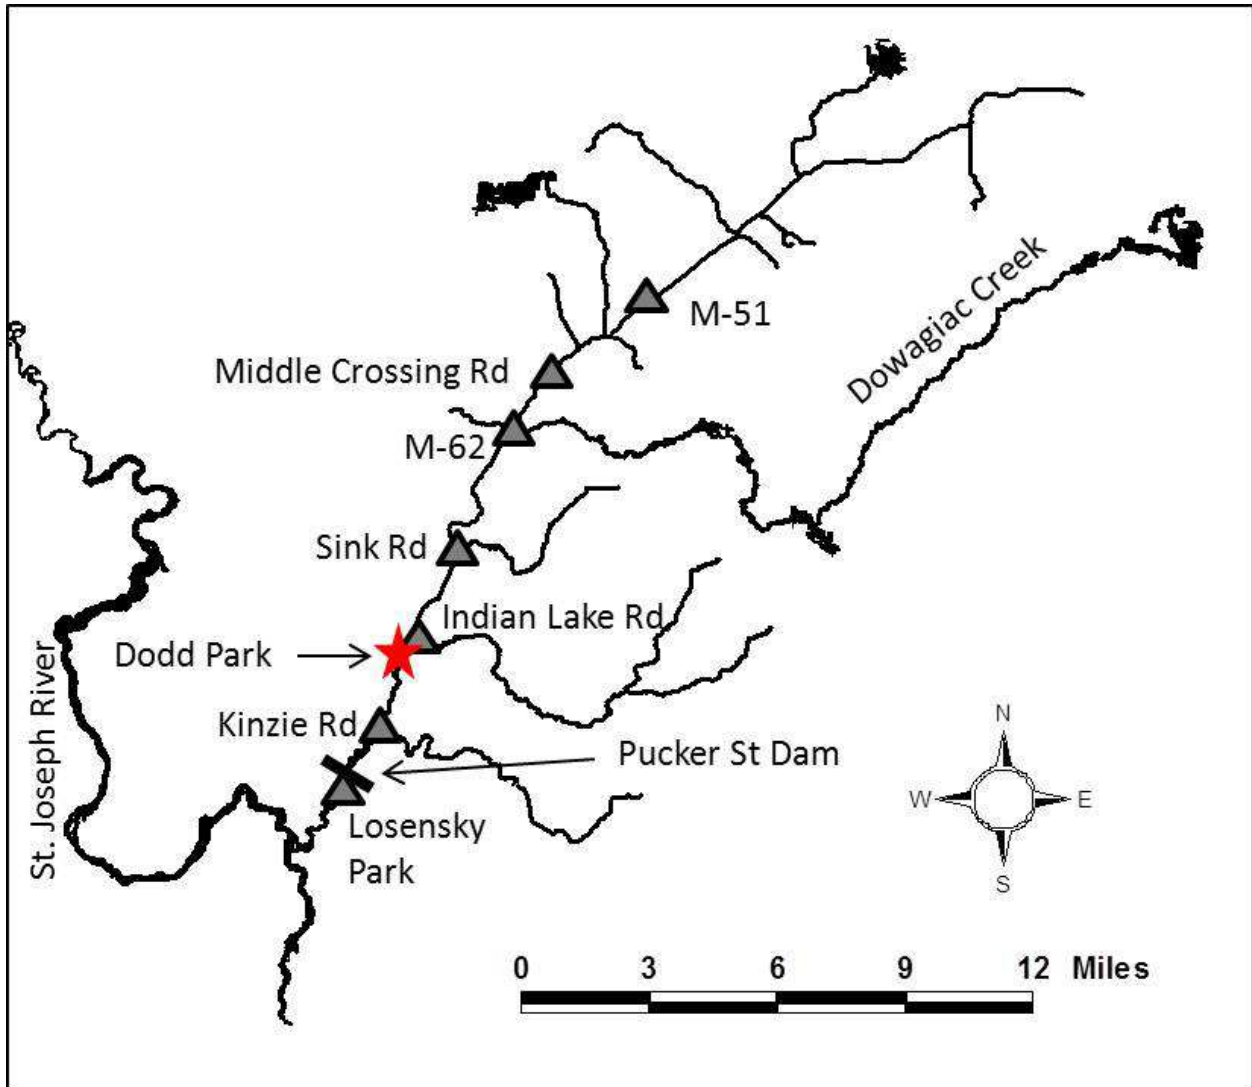 M-51
Dowagiac Creek
Middle Crossing Rd
M-62
Sink Rd
Indian Lake Rd
Dodd Park
St. Joseph River
Kinzie Rd
Pucker St Dam
Losensky
Park
N
W
E
S
0 3 6 9 12 Miles